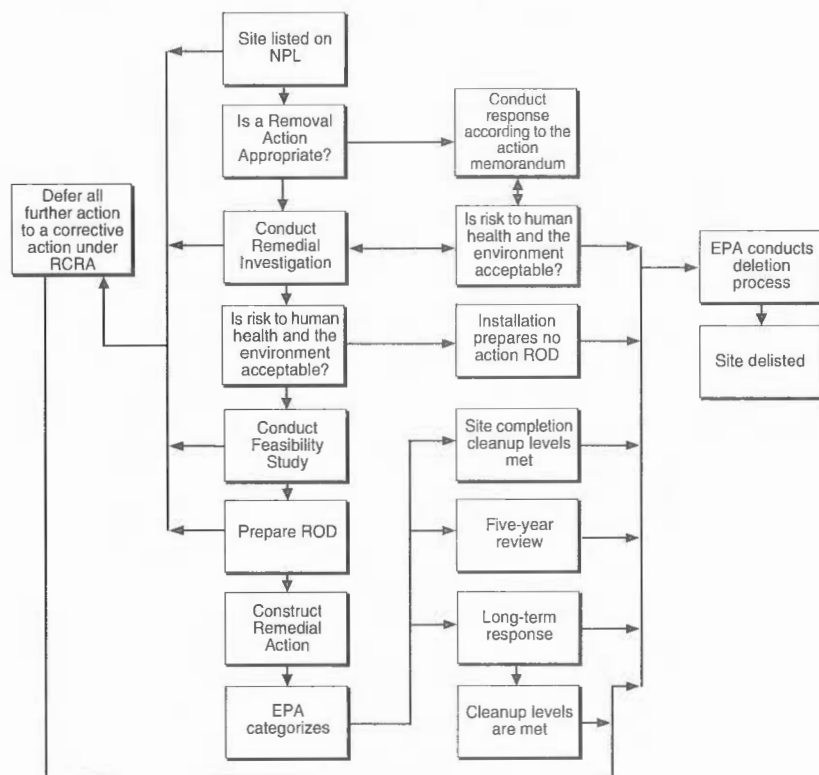 Site listed on
NPL
Is a Removal
Action
Appropriate?
Conduct
response
according to the
action
memorandum
Defer all
further action
to a corrective
action under
RCRA
Conduct
Remedial
Investigation
Is risk to human
health and the
environment
acceptable?
EPA conducts
deletion
process
Is risk to human
health and the
environment
acceptable?
Installation
prepares no
action ROD
Site delisted
Conduct
Feasibility
Study
Site completion
cleanup levels
met
Prepare ROD
Five-year
review
Construct
Remedial
Action
Long-term
response
EPA
categorizes
Cleanup levels
are met